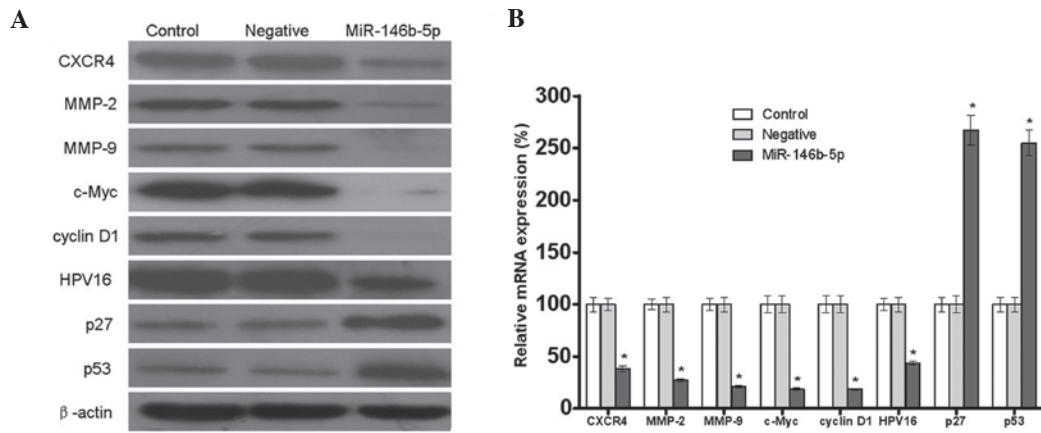 A
Control Negative MiR-146b-5p
CXCR4
MMP-2
MMP-9
c-Myc
cyclin D1
HPV16
p27
p53
β-actin
B
Relative mRNA expression (%)
300
250
200
150
100
50
0
Control
Negative
MiR-146b-5p
* * * * * * * *
CXCR4 MMP-2 MMP-9 c-Myc cyclin D1 HPV16 p27 p53